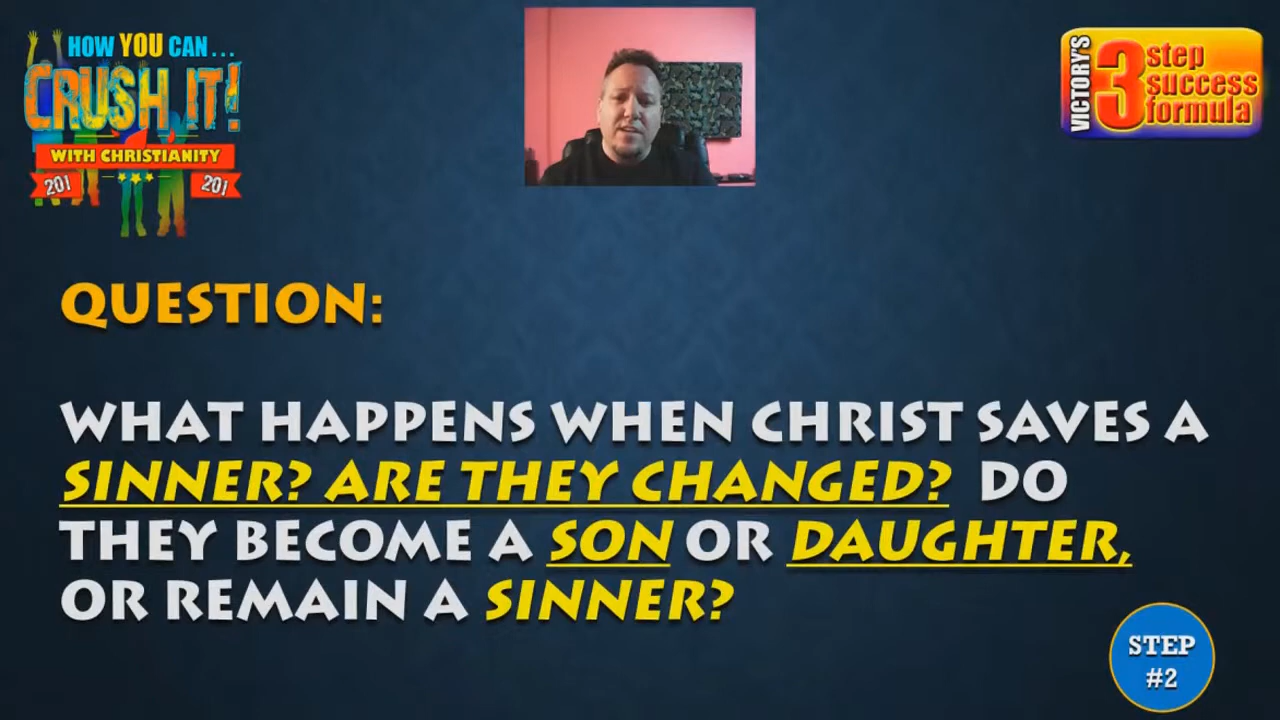 HOW YOU CAN...
CRUSH IT!
WITH CHRISTIANITY
201 201
VICTORY'S
3 step
success
formula
QUESTION:
WHAT HAPPENS WHEN CHRIST SAVES A
SINNER? ARE THEY CHANGED? DO
THEY BECOME A SON OR DAUGHTER,
OR REMAIN A SINNER?
STEP
#2